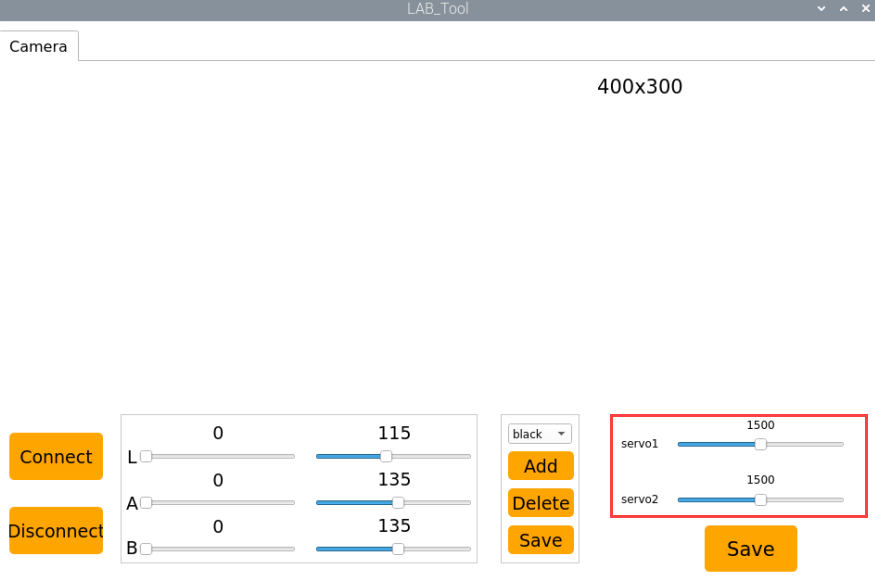 LAB_Tool
Camera
400x300
Connect
Disconnect
0 115
L
0 135
A
0 135
B
black
Add
Delete
Save
1500
servo1
1500
servo2
Save